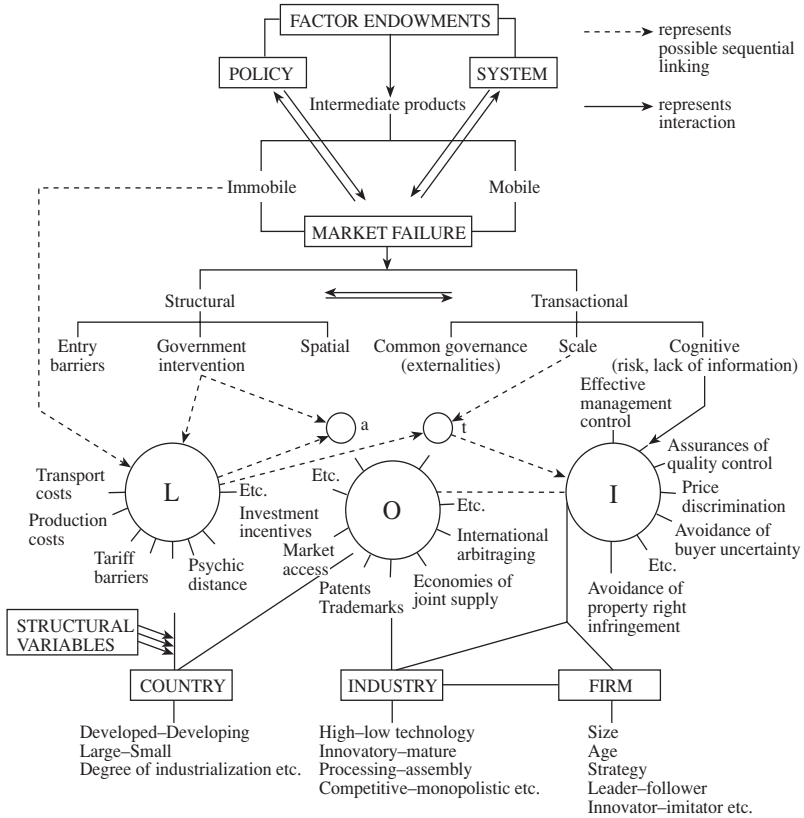 FACTOR ENDOWMENTS
represents
possible sequential
linking
POLICY
SYSTEM
Intermediate products
represents
interaction
Immobile
Mobile
MARKET FAILURE
Structural
Transactional
Entry
barriers
Government
intervention
Spatial
Common governance
(externalities)
Scale
Cognitive
(risk, lack of information)
Effective
management
control
a
t
Assurances of
quality control
Price
discrimination
Avoidance of
buyer uncertainty
Etc.
Avoidance of
property right
infringement
I
L
Transport
costs
Production
costs
Tariff
barriers
Psychic
distance
Etc.
O
Etc.
Investment
incentives
Market
access
Patents
Trademarks
Economies of
joint supply
International
arbitraging
Etc.
STRUCTURAL
VARIABLES
COUNTRY
INDUSTRY
FIRM
Developed–Developing
Large–Small
Degree of industrialization etc.
High–low technology
Innovatory–mature
Processing–assembly
Competitive–monopolistic etc.
Size
Age
Strategy
Leader–follower
Innovator–imitator etc.